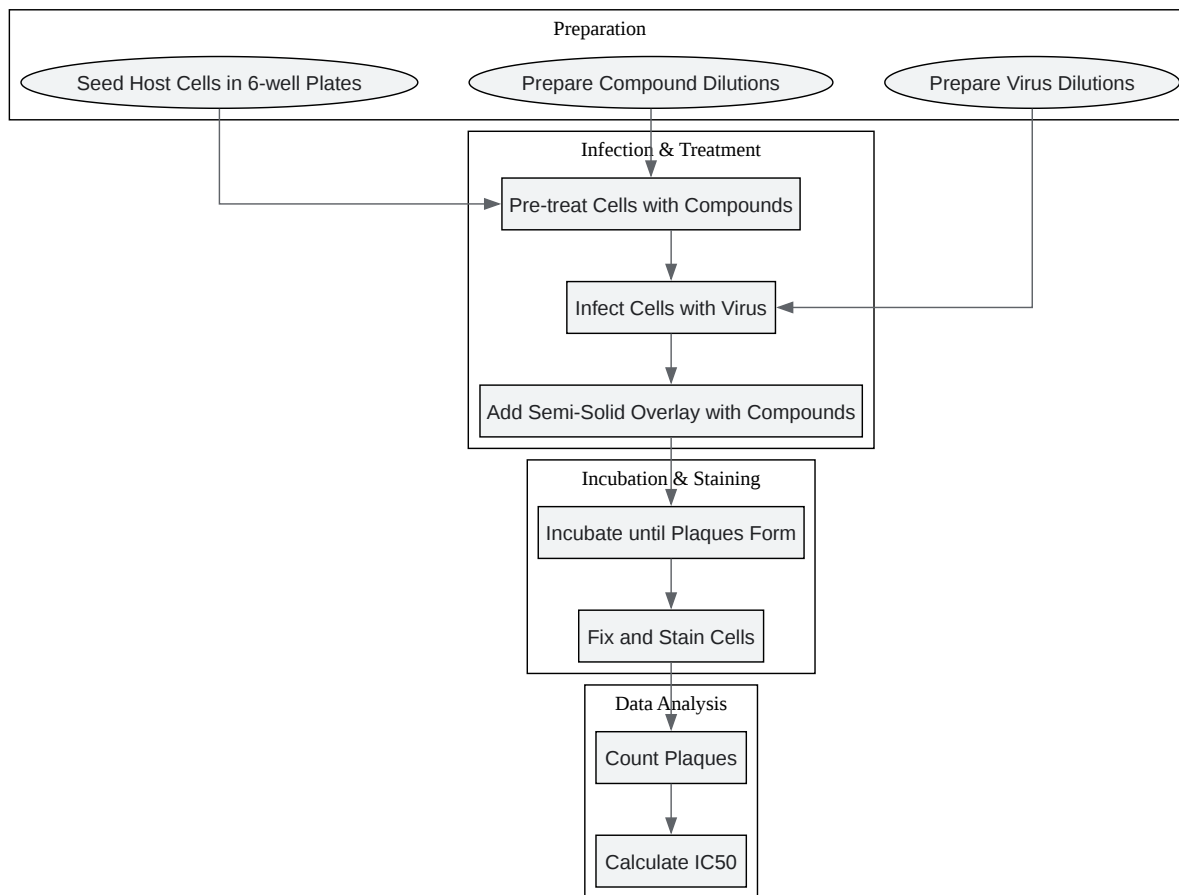 Preparation
Seed Host Cells in 6-well Plates
Prepare Compound Dilutions
Prepare Virus Dilutions
Infection & Treatment
Pre-treat Cells with Compounds
Infect Cells with Virus
Add Semi-Solid Overlay with Compounds
Incubation & Staining
Incubate until Plaques Form
Fix and Stain Cells
Data Analysis
Count Plaques
Calculate IC50